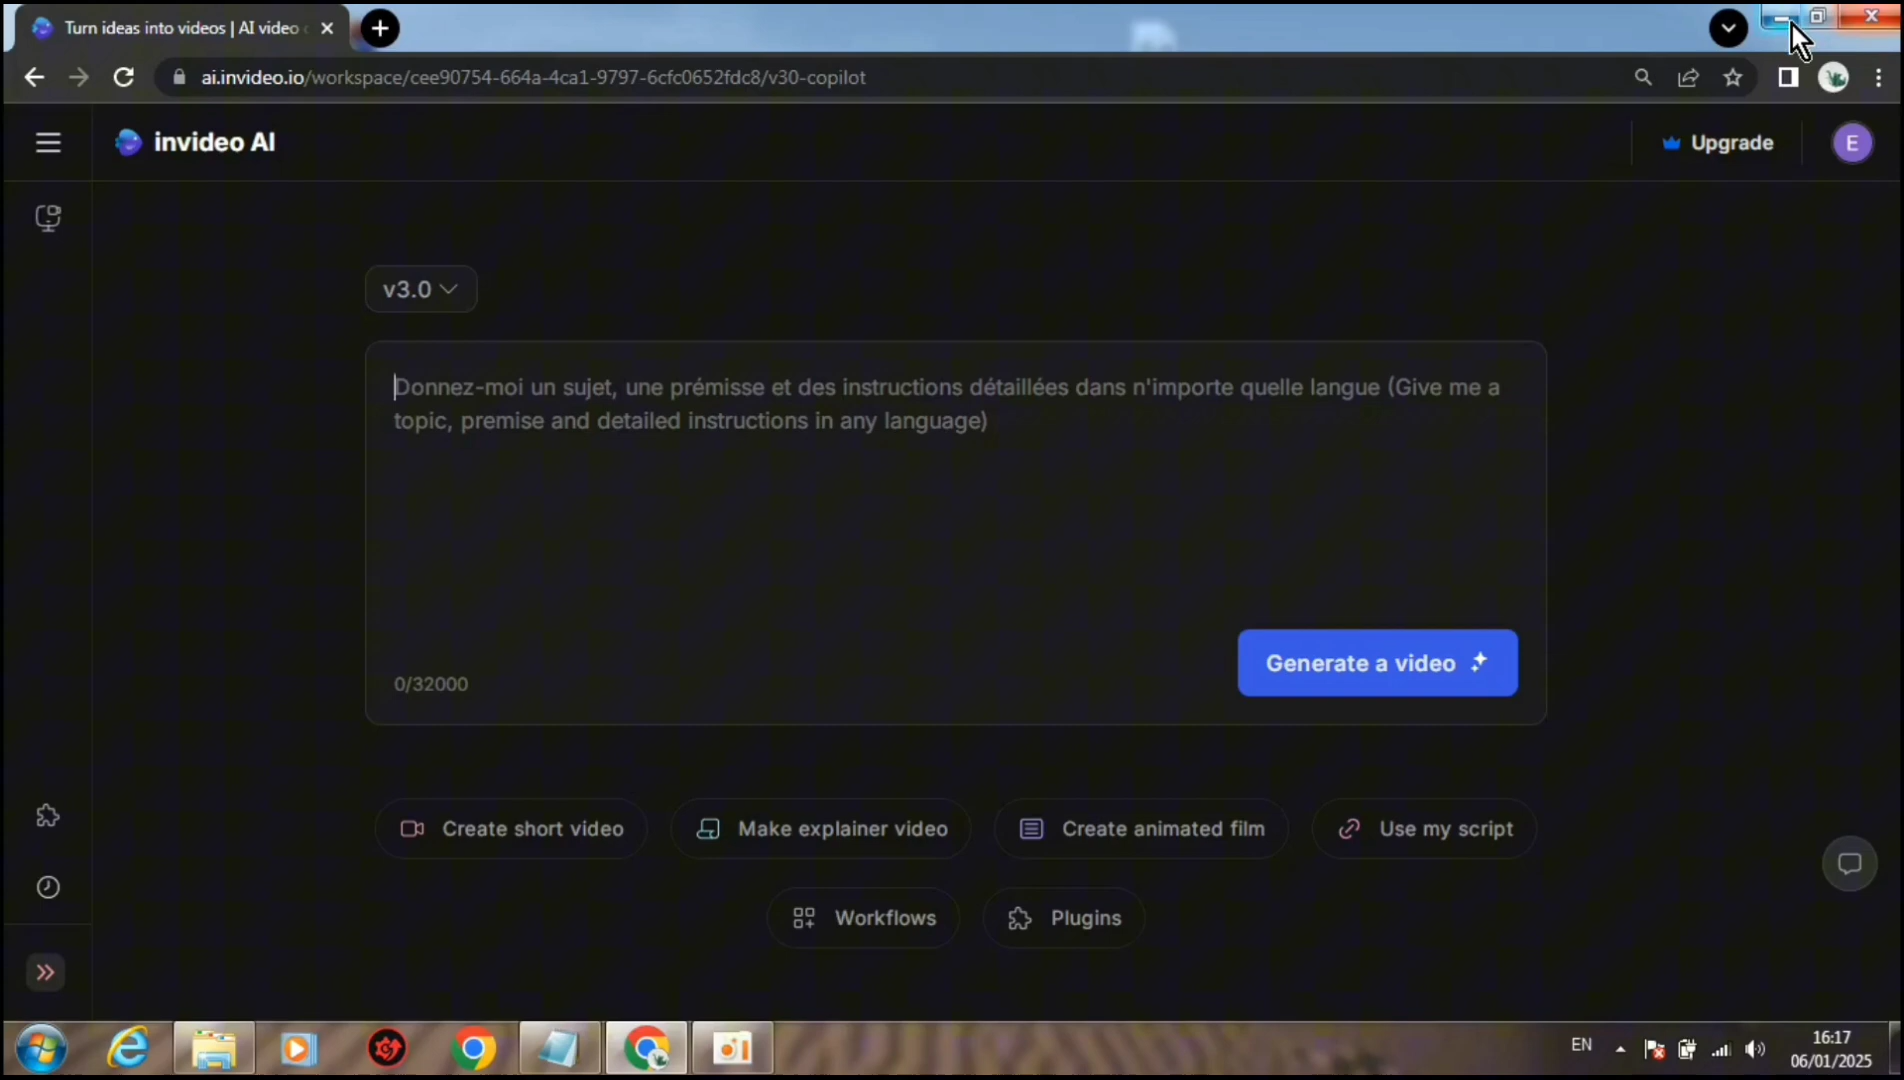 Turn ideas into videos | AI video
ai.invideo.io/workspace/cee90754-664a-4ca1-9797-6cfc0652fdc8/v30-copilot
invideo AI
Upgrade
E
v3.0
Donnez-moi un sujet, une prémisse et des instructions détaillées dans n'importe quelle langue (Give me a
topic, premise and detailed instructions in any language)
0/32000
Generate a video
Create short video
Make explainer video
Create animated film
Use my script
Workflows
Plugins
EN
16:17
06/01/2025